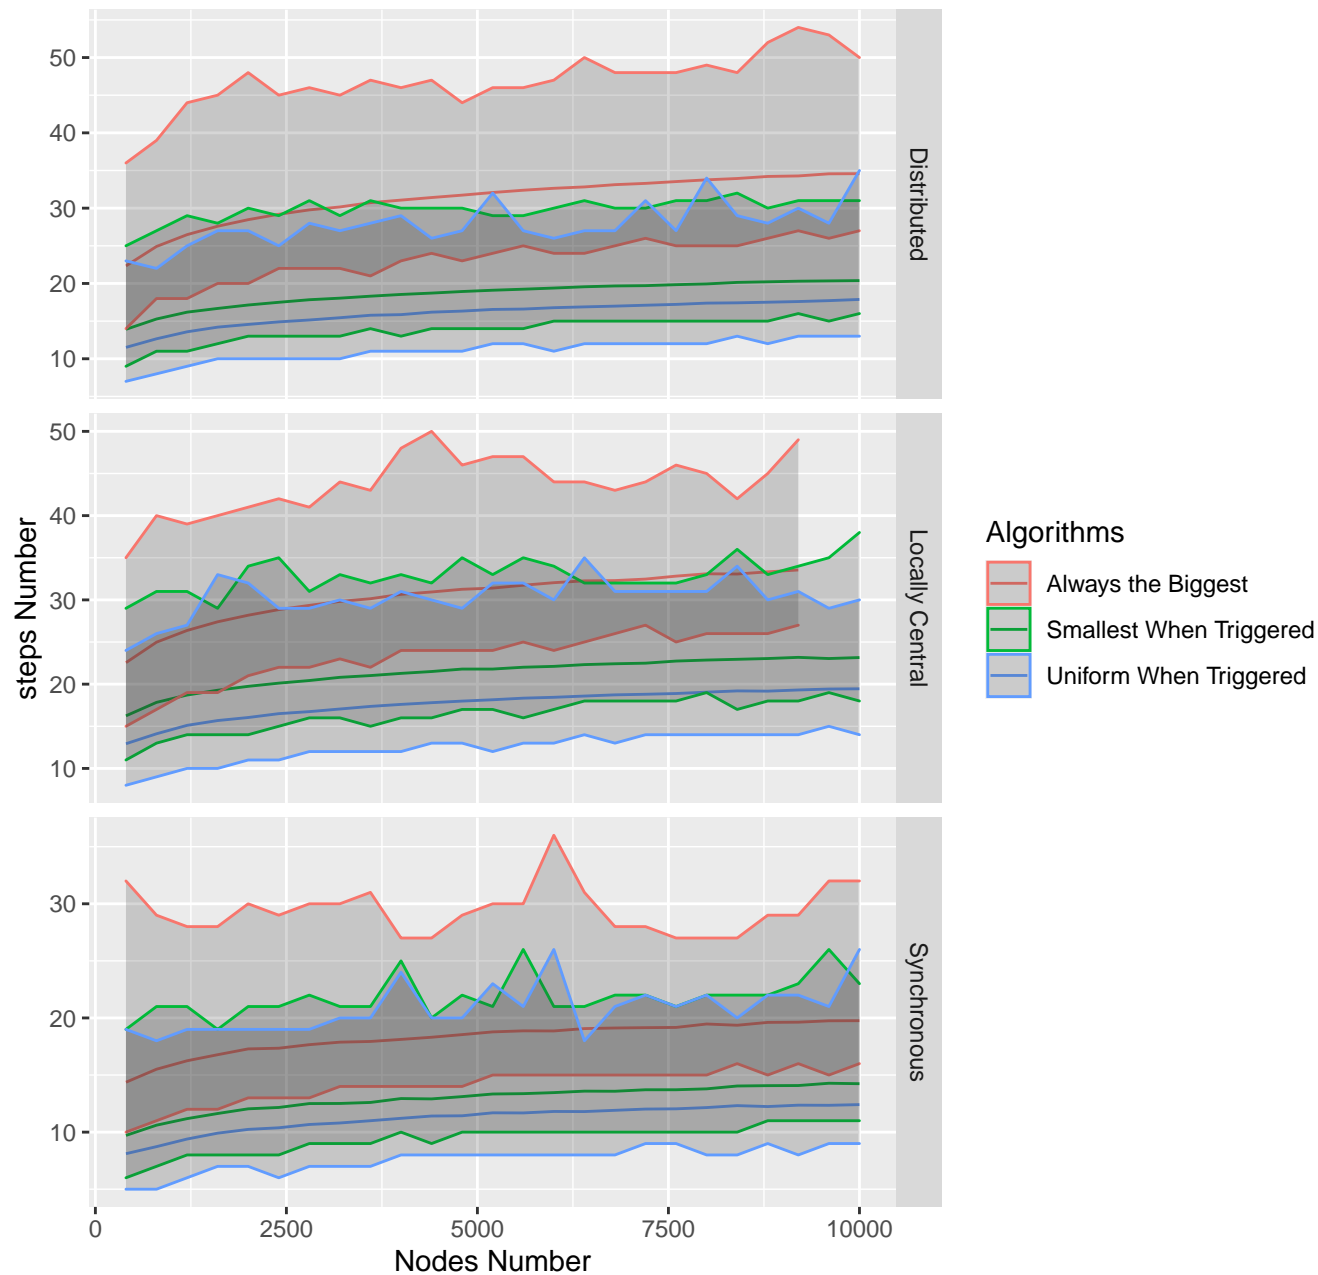 50
40
30
20
10
Distributed
50
40
30
20
10
Locally Central
30
20
10
Synchronous
0
2500
5000
7500
10000
Nodes Number
steps Number
Algorithms
Always the Biggest
Smallest When Triggered
Uniform When Triggered